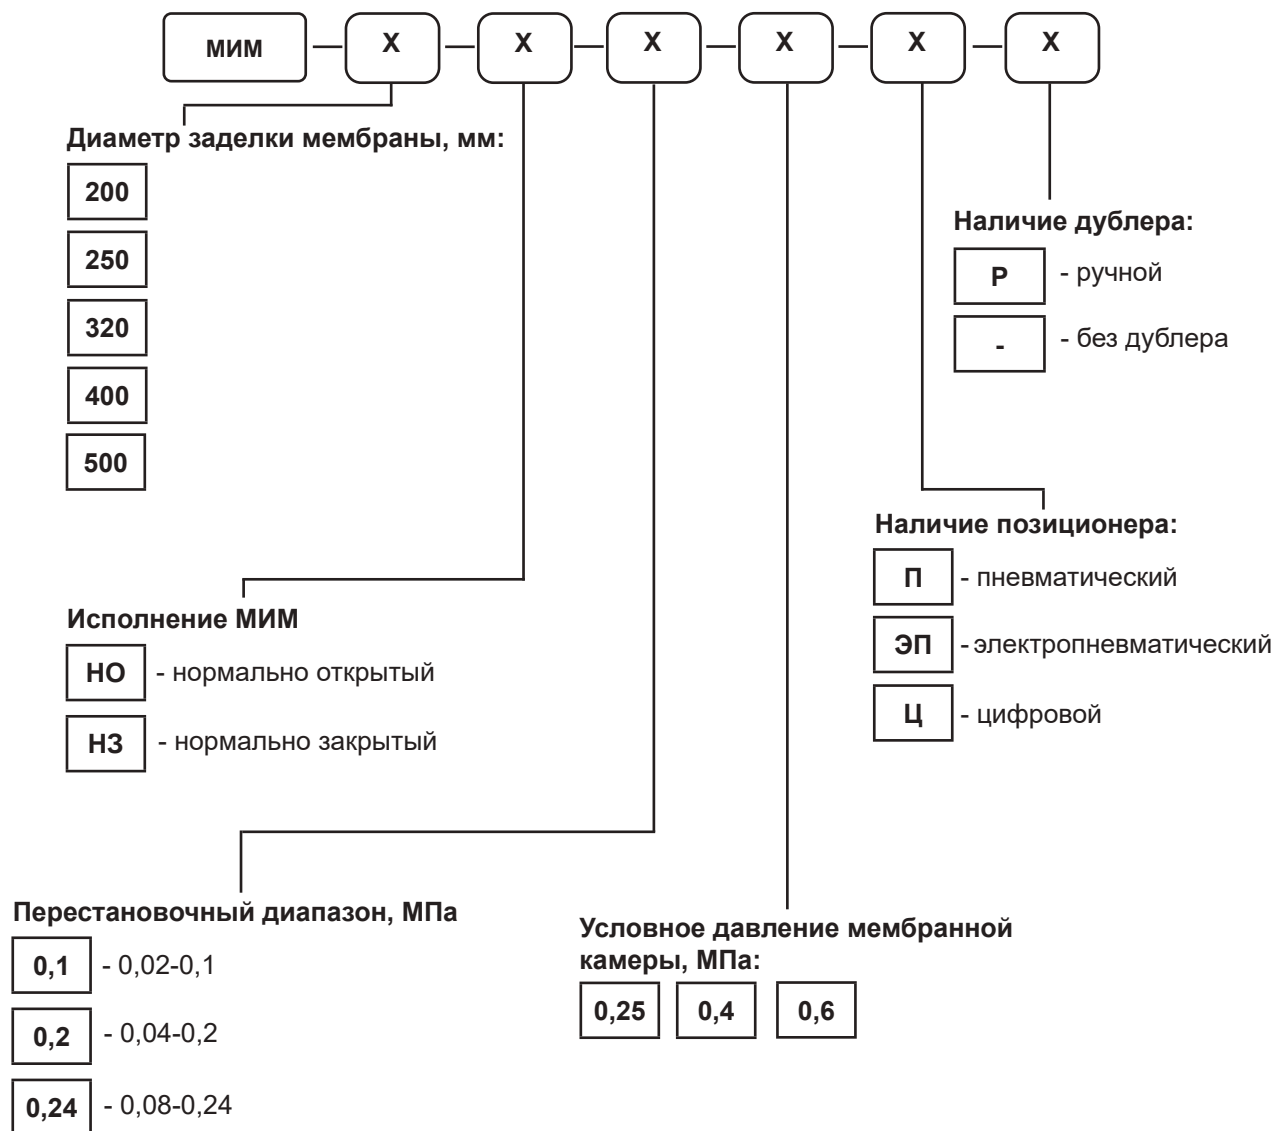 МИМ – X – X – X – X – X – X
Диаметр заделки мембраны, мм:
200
250
320
400
500
Наличие дублера:
Р - ручной
- - без дублера
Наличие позиционера:
П - пневматический
ЭП - электропневматический
Ц - цифровой
Исполнение МИМ
НО - нормально открытый
НЗ - нормально закрытый
Перестановочный диапазон, МПа
0,1 - 0,02-0,1
0,2 - 0,04-0,2
0,24 - 0,08-0,24
Условное давление мембранной
камеры, МПа:
0,25 0,4 0,6